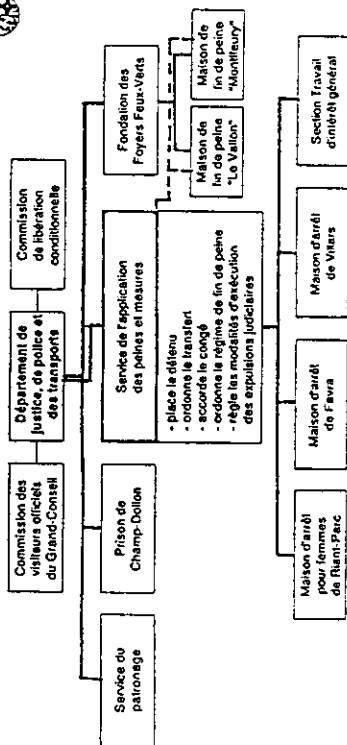 Commission des
visiteurs officiels
du Grand-Conseil
Département de
justice, de police et
des transports
Commission
de libération
conditionnelle
Service du
patronage
Prison de
Champ-Dollon
Service de l'application
des peines et mesures
- place le détenu
- ordonne le transfert
- accorde le congé
- ordonne le régime de fin de peine
- règle les modalités d'exécution
des expulsions judiciaires
Fondation des
Foyers Feux-Verts
Maison de
fin de peine
"Le Vallon"
Maison de
fin de peine
"Montfleury"
Maison d'arrêt
pour femmes
de Riant-Parc
Maison d'arrêt
de Favra
Maison d'arrêt
de Villars
Section Travail
d'intérêt général